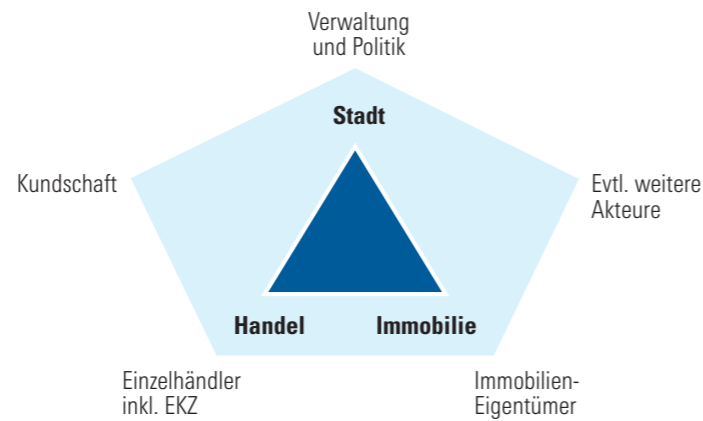 Verwaltung
und Politik
Stadt
Kundschaft
Evtl. weitere
Akteure
Handel
Immobilie
Einzelhändler
inkl. EKZ
Immobilien-
Eigentümer